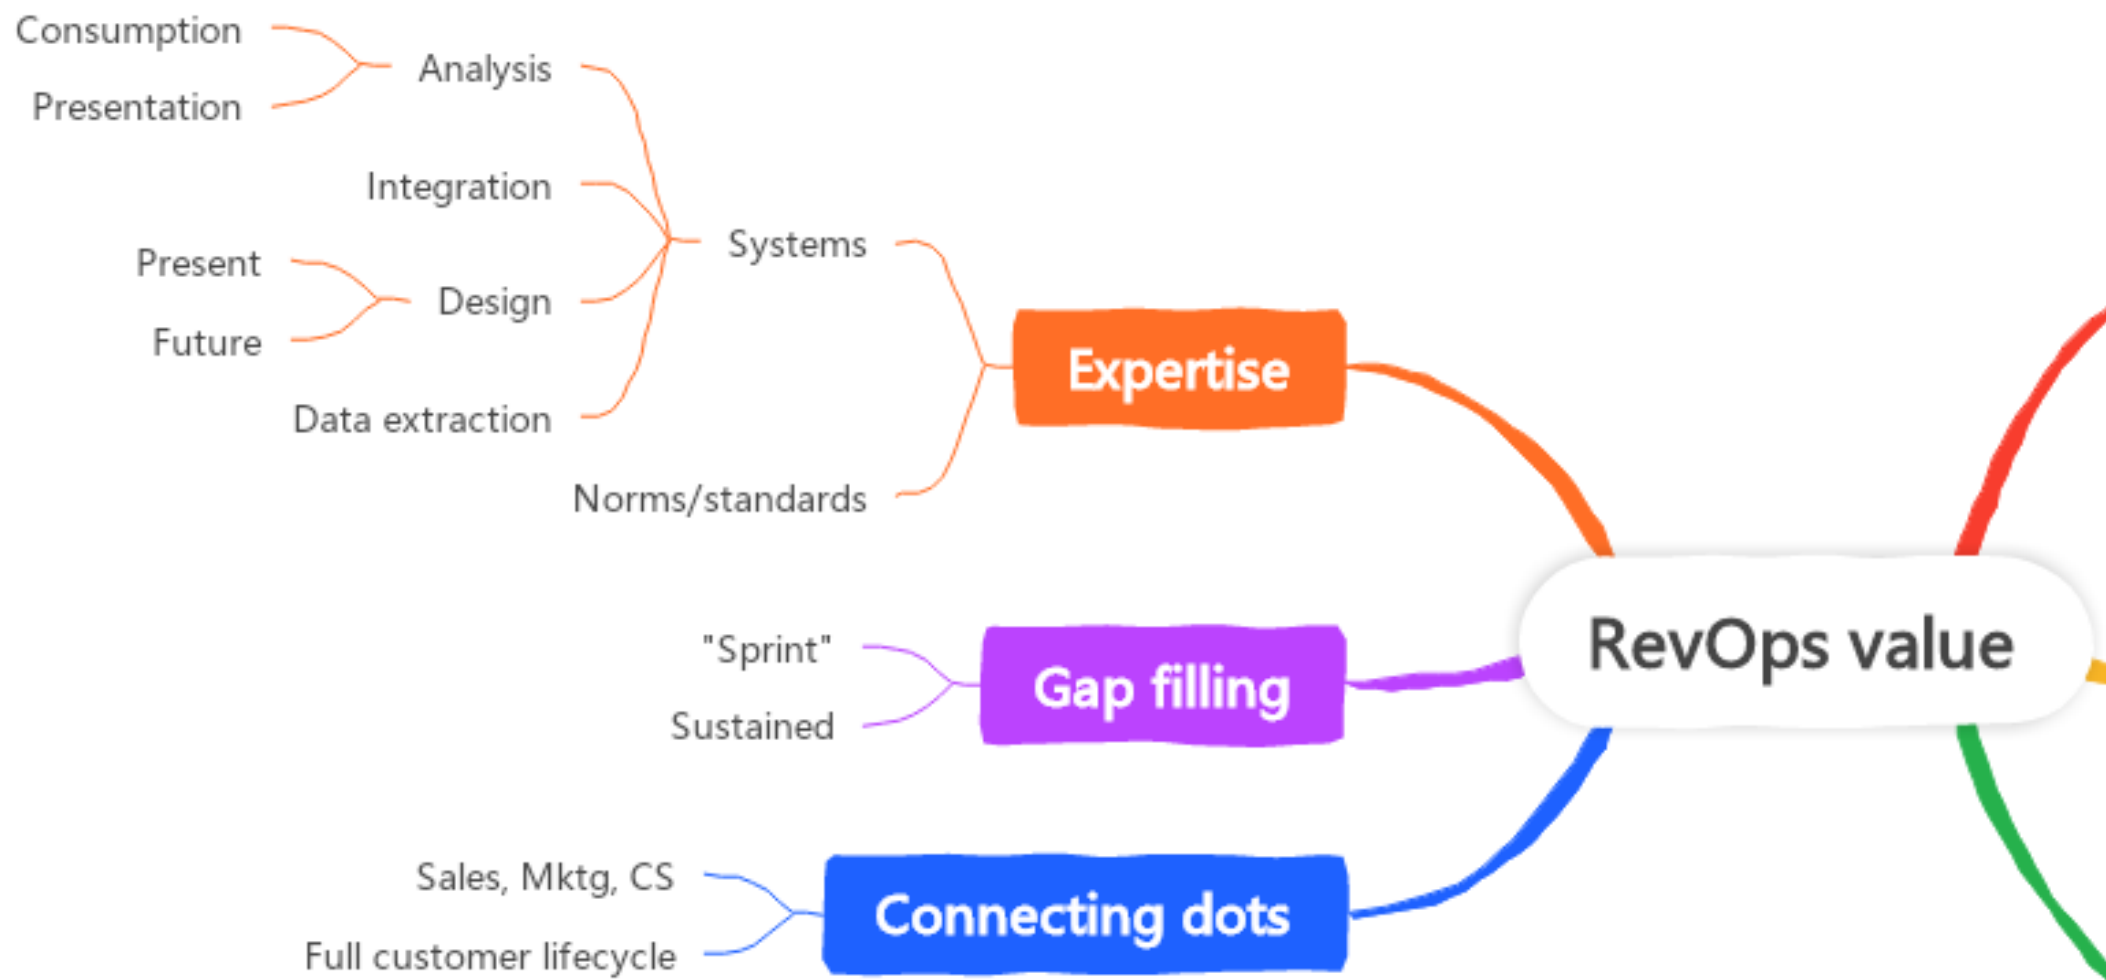 Consumption
Presentation
Analysis
Integration
Present
Future
Design
Data extraction
Systems
Norms/standards
Expertise
"Sprint"
Sustained
Gap filling
Sales, Mktg, CS
Full customer lifecycle
Connecting dots
RevOps value